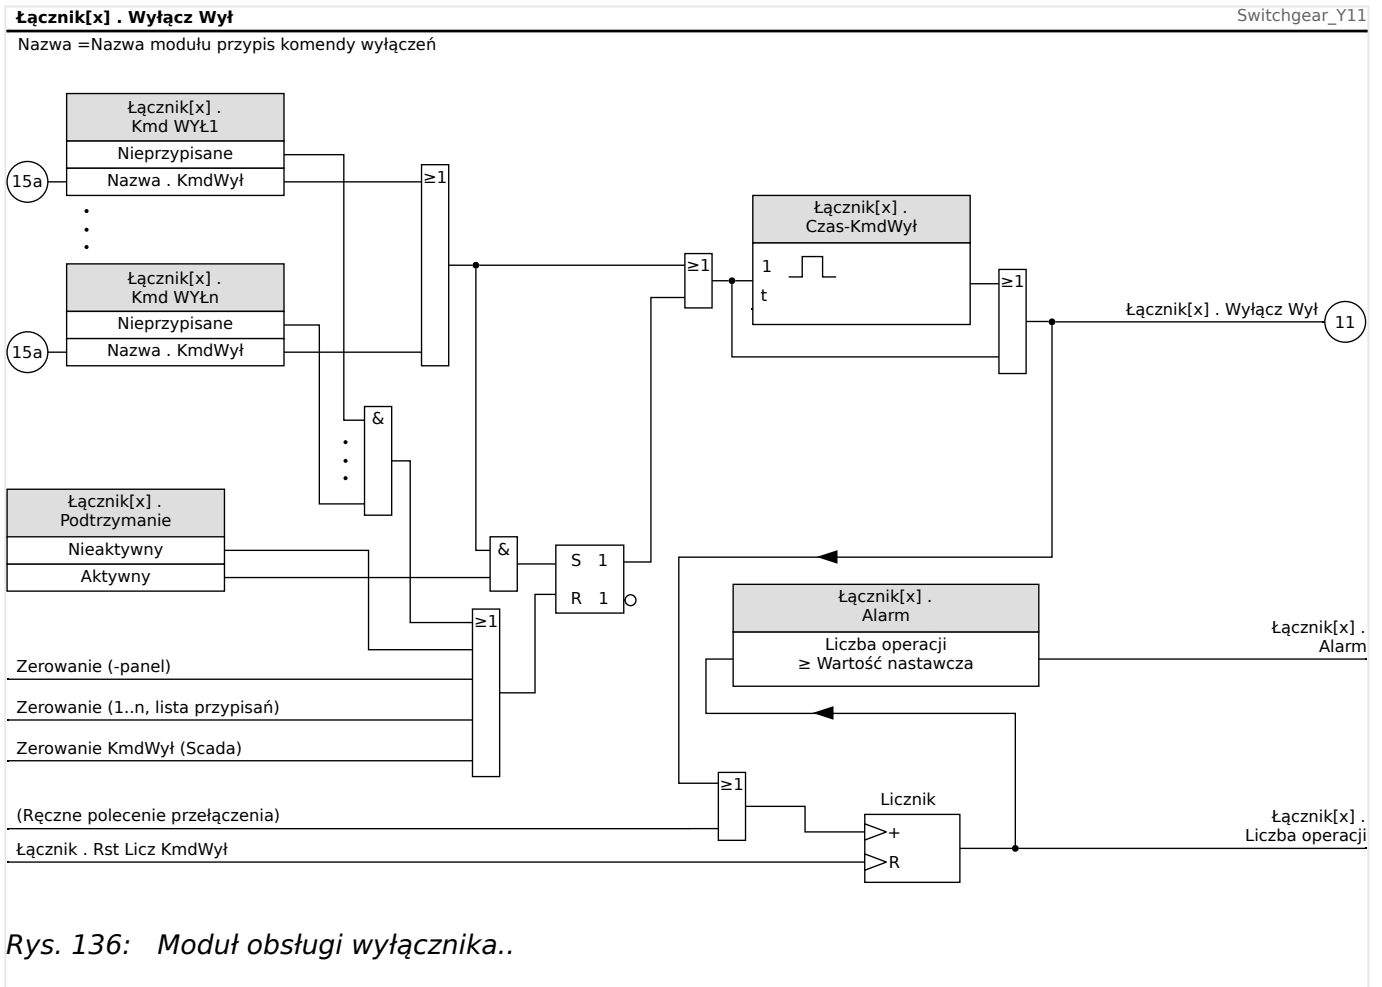 Łącznik[x] . Wyłącz Wył
Switchgear_Y11
Nazwa =Nazwa modułu przypis komendy wyłączeń
Łącznik[x] .
Kmd WYŁ1
Nieprzypisane
15a
Nazwa . KmdWył
≥1
Łącznik[x] .
Czas-KmdWył
Łącznik[x] .
Kmd WYŁn
≥1
1
t
≥1
Nieprzypisane
15a
Nazwa . KmdWył
Łącznik[x] . Wyłącz Wył
11
&
Łącznik[x] .
Podtrzymanie
Nieaktywny
Aktywny
&
S 1
R 1
≥1
Łącznik[x] .
Alarm
Liczba operacji
≥ Wartość nastawcza
Łącznik[x] .
Alarm
Zerowanie (-panel)
Zerowanie (1..n, lista przypisań)
Zerowanie KmdWył (Scada)
≥1
(Ręczne polecenie przełączenia)
Licznik
+
R
Łącznik[x] .
Liczba operacji
Łącznik . Rst Licz KmdWył
Rys. 136: Moduł obsługi wyłącznika..